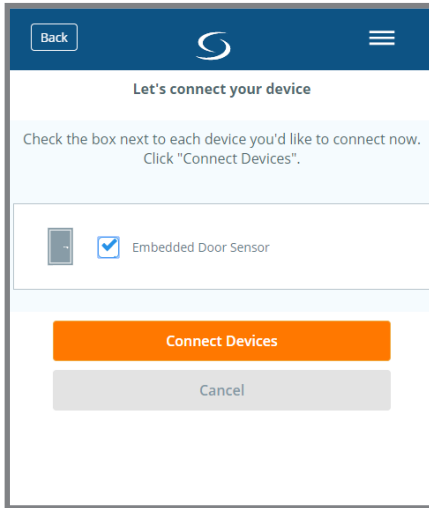 Back
Let's connect your device
Check the box next to each device you'd like to connect now.
Click "Connect Devices".
Embedded Door Sensor
Connect Devices
Cancel